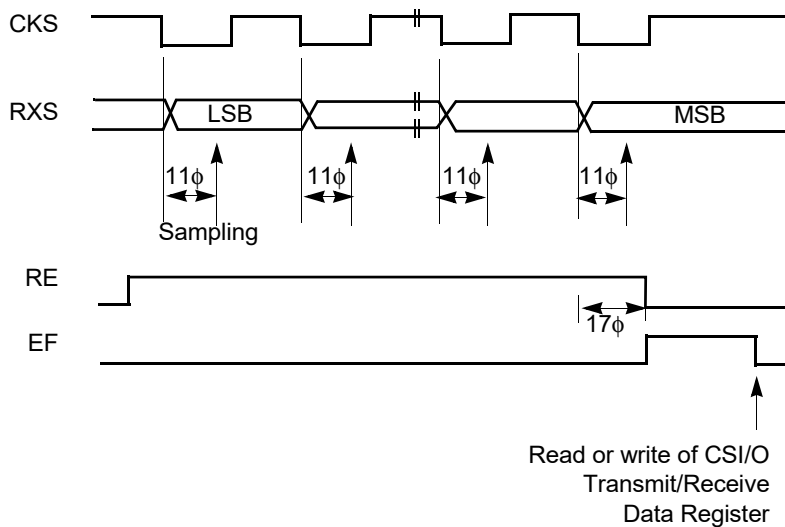 CKS
RXS
LSB
MSB
11ϕ
11ϕ
11ϕ
11ϕ
Sampling
RE
17ϕ
EF
Read or write of CSI/O
Transmit/Receive
Data Register